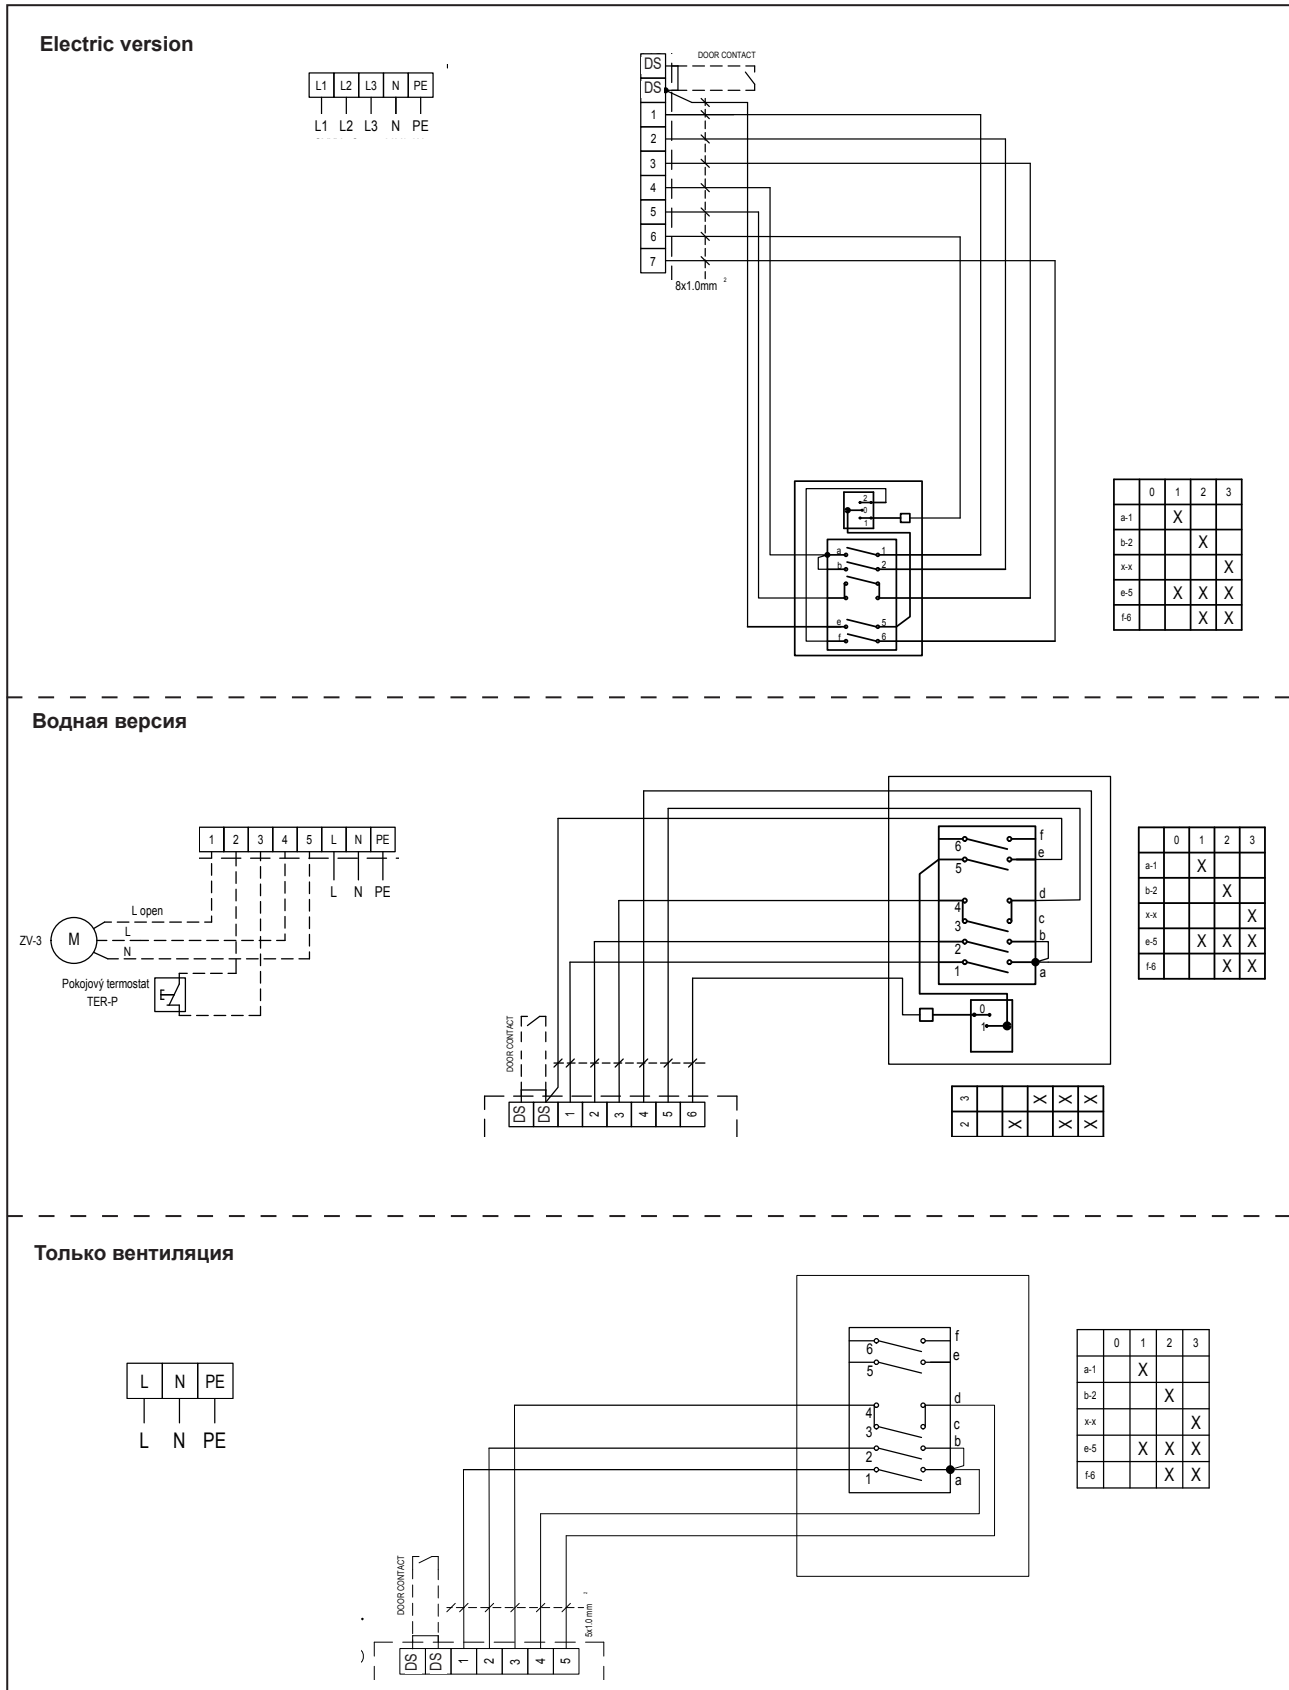 Electric version
L1 L2 L3 N PE
L1 L2 L3 N PE
DOOR CONTACT
DS
DS
1
2
3
4
5
6
7
8x1.0mm 2
2
0
1
a 1
b 2
e 5
f 6
0 1 2 3
a-1 X
b-2 X
x-x X
e-5 X X X
f-6 X X
Водная версия
1 2 3 4 5 L N PE
L N PE
L open
L
N
ZV-3 M
Pokojový termostat
TER-P
6 f
5 e
4 d
3 c
2 b
1 a
0
1
DOOR CONTACT
DS DS 1 2 3 4 5 6
0 1 2 3
a-1 X
b-2 X
x-x X
e-5 X X X
f-6 X X
3 X X X
2 X X X
Только вентиляция
L N PE
L N PE
6 f
5 e
4 d
3 c
2 b
1 a
DOOR CONTACT
5x1.0 mm 2
DS DS 1 2 3 4 5
0 1 2 3
a-1 X
b-2 X
x-x X
e-5 X X X
f-6 X X